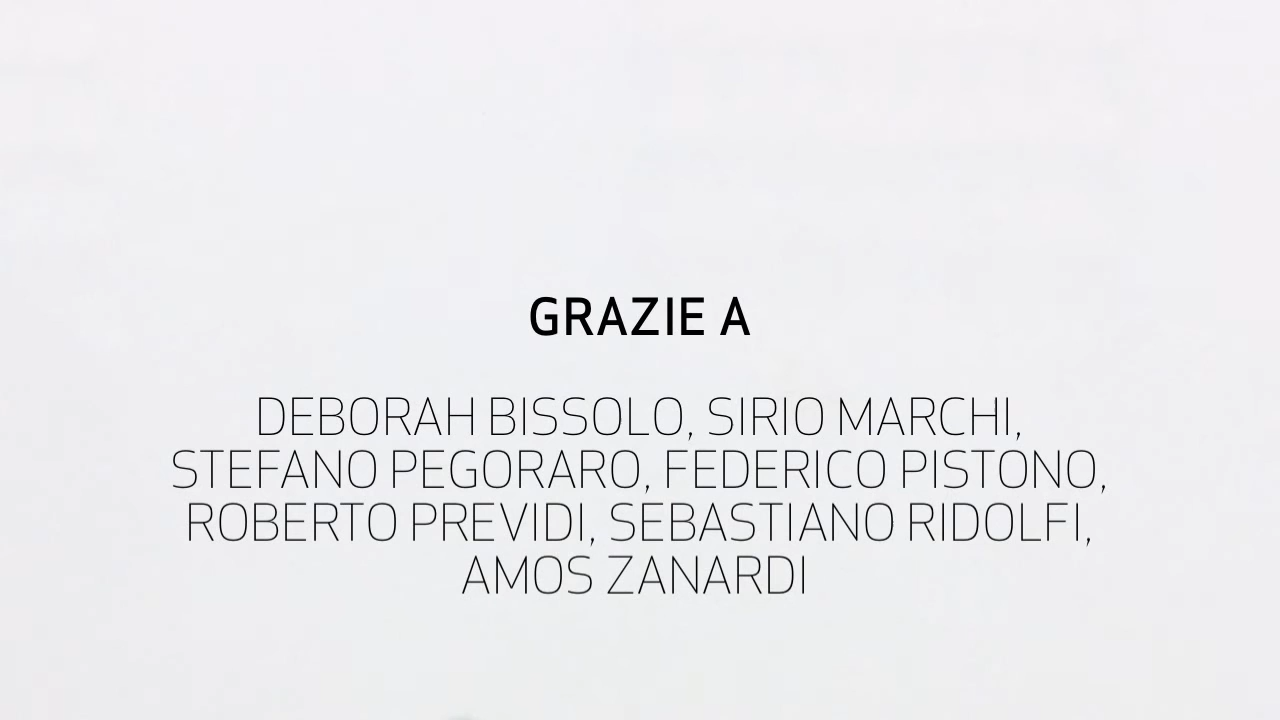 GRAZIE A
DEBORAH BISSOLO, SIRIO MARCHI,
STEFANO PEGORARO, FEDERICO PISTONO,
ROBERTO PREVIDI, SEBASTIANO RIDOLFI,
AMOS ZANARDI